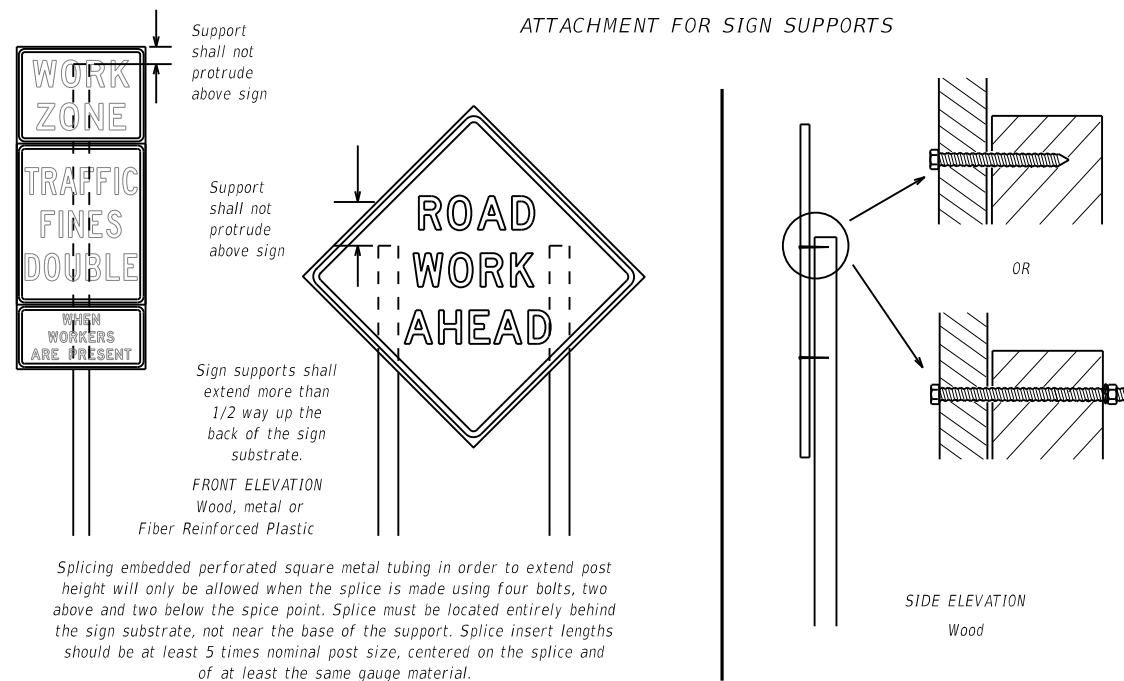 ATTACHMENT FOR SIGN SUPPORTS
WORK
ZONE
TRAFFIC
FINES
DOUBLE
WHEN
WORKERS
ARE PRESENT
Support
shall not
protrude
above sign
Support
shall not
protrude
above sign
ROAD
WORK
AHEAD
Sign supports shall
extend more than
1/2 way up the
back of the sign
substrate.
FRONT ELEVATION
Wood, metal or
Fiber Reinforced Plastic
Splicing embedded perforated square metal tubing in order to extend post
height will only be allowed when the splice is made using four bolts, two
above and two below the spice point. Splice must be located entirely behind
the sign substrate, not near the base of the support. Splice insert lengths
should be at least 5 times nominal post size, centered on the splice and
of at least the same gauge material.
OR
SIDE ELEVATION
Wood